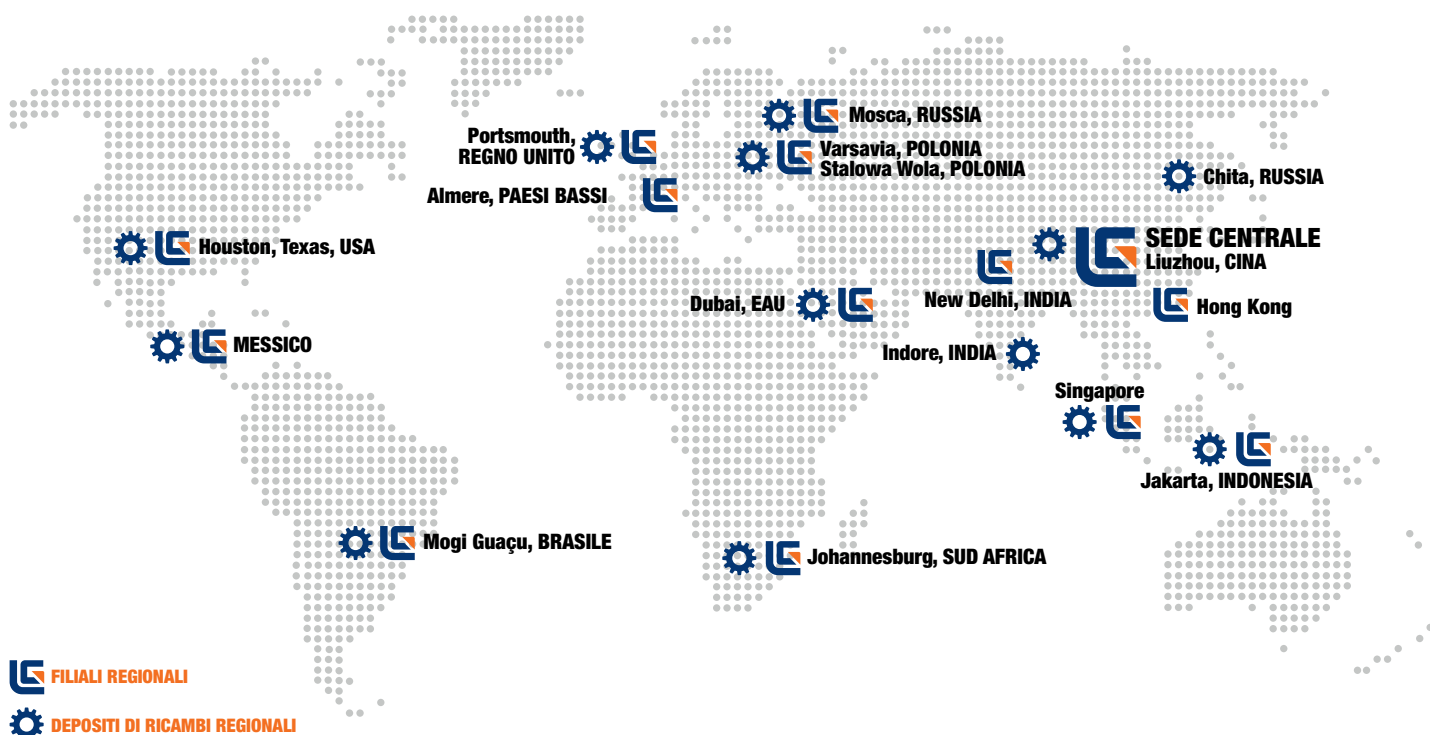 Mosca, RUSSIA
Portsmouth,
REGNO UNITO
Varsavia, POLONIA
Stalowa Wola, POLONIA
Chita, RUSSIA
Almere, PAESI BASSI
Houston, Texas, USA
SEDE CENTRALE
Liuzhou, CINA
Dubai, EAU
New Delhi, INDIA
Hong Kong
MESSICO
Indore, INDIA
Singapore
Jakarta, INDONESIA
Mogi Guaçu, BRASILE
Johannesburg, SUD AFRICA
FILIALI REGIONALI
DEPOSITI DI RICAMBI REGIONALI